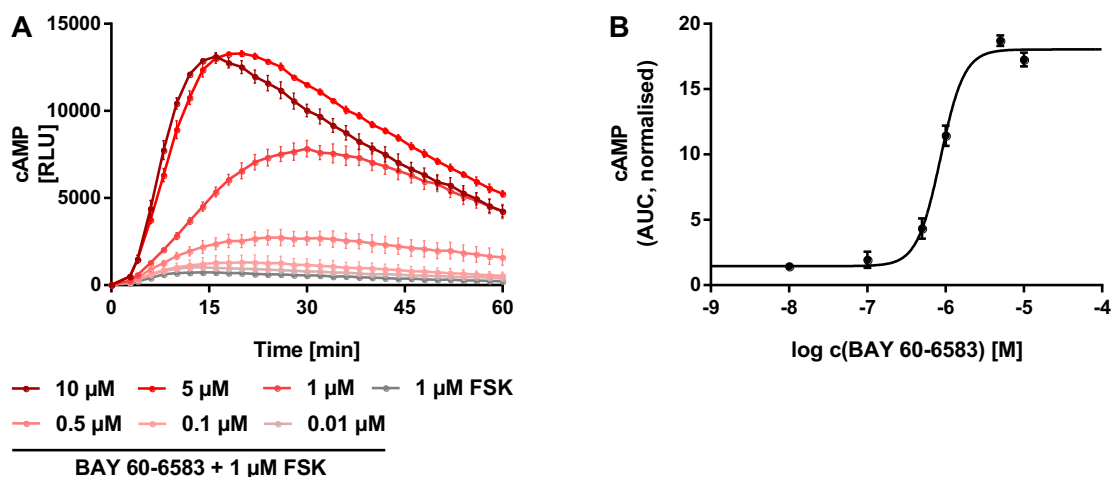 A
cAMP
[RLU]
15000
10000
5000
0
0 15 30 45 60
Time [min]
10 µM 5 µM 1 µM 1 µM FSK
0.5 µM 0.1 µM 0.01 µM
BAY 60-6583 + 1 µM FSK
B
cAMP
(AUC, normalised)
20
15
10
5
0
-9 -8 -7 -6 -5 -4
log c(BAY 60-6583) [M]